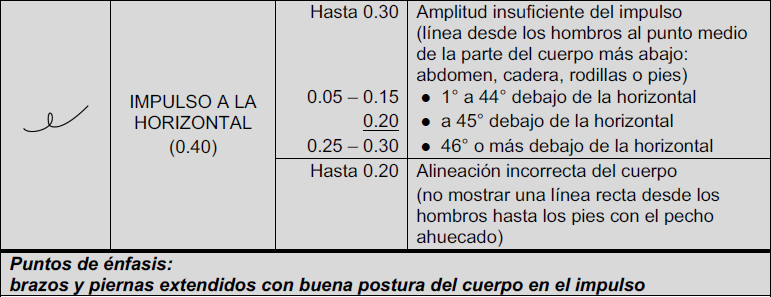 IMPULSO A LA
HORIZONTAL
(0.40)
Hasta 0.30 Amplitud insuficiente del impulso
(línea desde los hombros al punto medio
de la parte del cuerpo más abajo:
abdomen, cadera, rodillas o pies)
0.05 – 0.15 ● 1° a 44° debajo de la horizontal
0.20 ● a 45° debajo de la horizontal
0.25 – 0.30 ● 46° o más debajo de la horizontal
Hasta 0.20 Alineación incorrecta del cuerpo
(no mostrar una línea recta desde los
hombros hasta los pies con el pecho
ahuecado)
Puntos de énfasis:
brazos y piernas extendidos con buena postura del cuerpo en el impulso